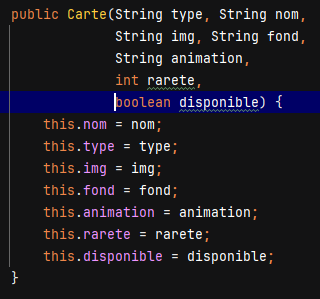 public Carte(String type, String nom,
String img, String fond,
String animation,
int rarete,
boolean disponible) {
this.nom = nom;
this.type = type;
this.img = img;
this.fond = fond;
this.animation = animation;
this.rarete = rarete;
this.disponible = disponible;
}